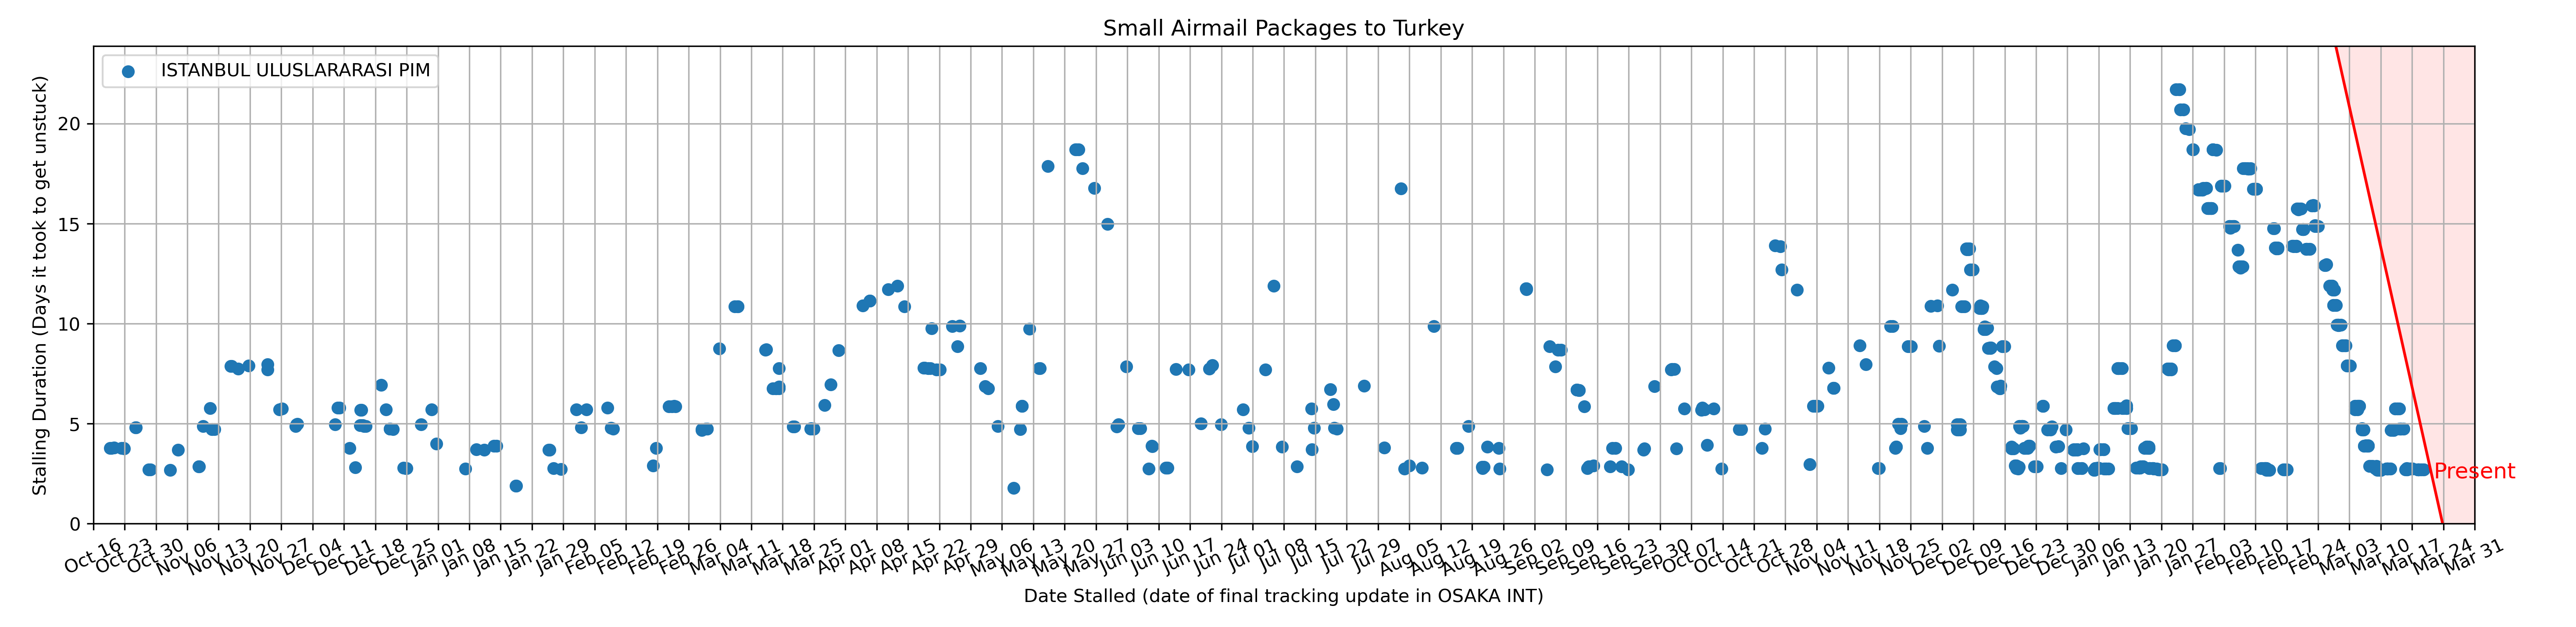 Small Airmail Packages to Turkey
ISTANBUL ULUSLARARASI PIM
Stalling Duration (Days it took to get unstuck)
20
15
10
5
0
Present
Oct 16
Oct 23
Oct 30
Nov 06
Nov 13
Nov 20
Nov 27
Dec 04
Dec 11
Dec 18
Dec 25
Jan 01
Jan 08
Jan 15
Jan 22
Jan 29
Feb 05
Feb 12
Feb 19
Feb 26
Mar 04
Mar 11
Mar 18
Mar 25
Apr 01
Apr 08
Apr 15
Apr 22
Apr 29
May 06
May 13
May 20
May 27
Jun 03
Jun 10
Jun 17
Jun 24
Jul 01
Jul 08
Jul 15
Jul 22
Jul 29
Aug 05
Aug 12
Aug 19
Aug 26
Sep 02
Sep 09
Sep 16
Sep 23
Sep 30
Oct 07
Oct 14
Oct 21
Oct 28
Nov 04
Nov 11
Nov 18
Nov 25
Dec 02
Dec 09
Dec 16
Dec 23
Dec 30
Jan 06
Jan 13
Jan 20
Jan 27
Feb 03
Feb 10
Feb 17
Feb 24
Mar 03
Mar 10
Mar 17
Mar 24
Mar 31
Date Stalled (date of final tracking update in OSAKA INT)